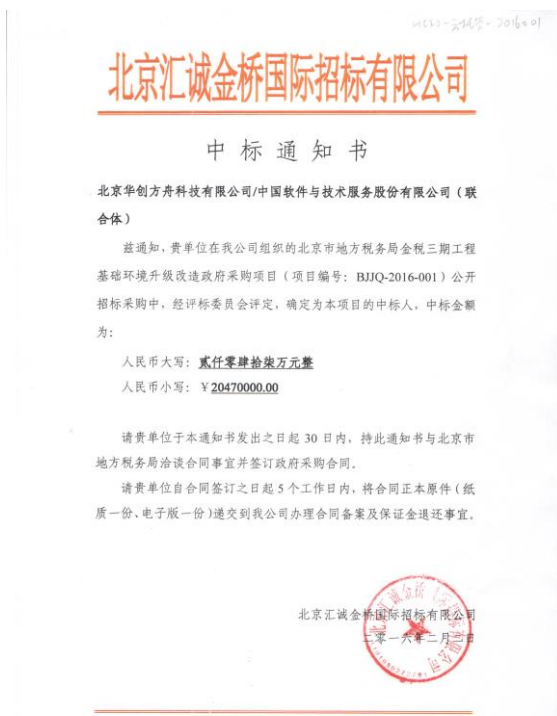 北京汇诚金桥国际招标有限公司
中标通知书
北京华创方舟科技有限公司/中国软件与技术服务股份有限公司（联
合体）
兹通知，贵单位在我公司组织的北京市地方税务局金税三期工程
基础环境升级改造政府采购项目（项目编号：BJJQ-2016-001）公开
招标采购中，经评标委员会评定，确定为本项目的中标人，中标金额
为：
人民币大写：贰仟零肆拾柒万元整
人民币小写：￥20470000.00
请贵单位于本通知书发出之日起 30 日内，持此通知书与北京市
地方税务局洽谈合同事宜并签订政府采购合同。
请贵单位自合同签订之日起 5 个工作日内，将合同正本原件（纸
质一份、电子版一份）递交到我公司办理合同备案及保证金退还事宜。
北京汇诚金桥国际招标有限公司
二零一六年二月三日